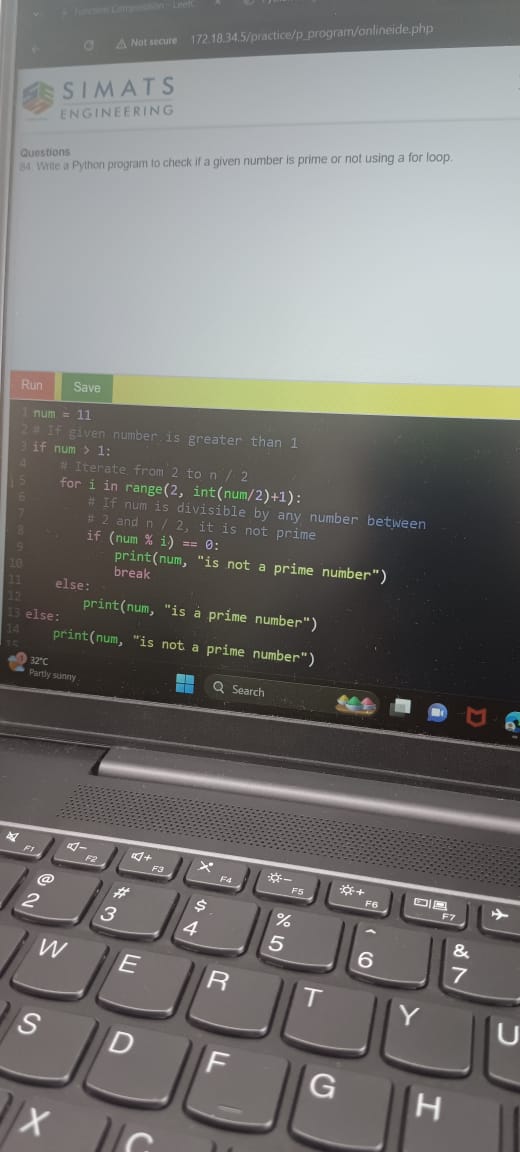 Function Composition - LeetC
Not secure 172.18.34.5/practice/p_program/onlineide.php
SIMATS
ENGINEERING
Questions
84. Write a Python program to check if a given number is prime or not using a for loop.
Run Save
1 num = 11
2 # If given number is greater than 1
3 if num > 1:
4 # Iterate from 2 to n / 2
5 for i in range(2, int(num/2)+1):
6 # If num is divisible by any number between
7 # 2 and n / 2, it is not prime
8 if (num % i) == 0:
9 print(num, "is not a prime number")
10 break
11 else:
12 print(num, "is a prime number")
13 else:
14 print(num, "is not a prime number")
15
32°C
Partly sunny
Search
F1 F2 F3 F4 F5 F6 F7
@ # $ % ^ &
2 3 4 5 6 7
W E R T Y U
S D F G H
X C